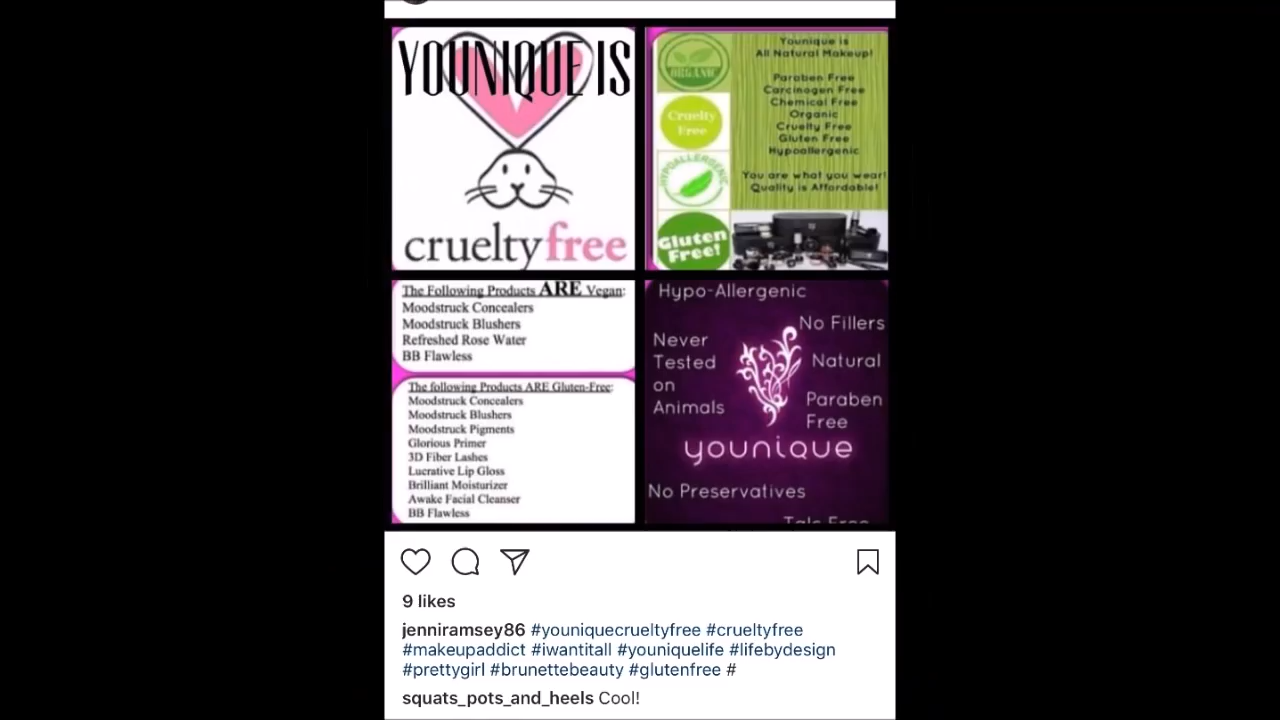 YOUNIQUE IS
crueltyfree
ORGANIC
Cruelty
Free
HYPOALLERGENIC
Gluten
Free!
Younique is
All Natural Makeup!
Paraben Free
Carcinogen Free
Chemical Free
Organic
Cruelty Free
Gluten Free
Hypoallergenic
You are what you wear!
Quality is Affordable!
The Following Products ARE Vegan:
Moodstruck Concealers
Moodstruck Blushers
Refreshed Rose Water
BB Flawless
The following Products ARE Gluten-Free:
Moodstruck Concealers
Moodstruck Blushers
Moodstruck Pigments
Glorious Primer
3D Fiber Lashes
Lucrative Lip Gloss
Brilliant Moisturizer
Awake Facial Cleanser
BB Flawless
Hypo-Allergenic
No Fillers
Never
Tested
on
Animals
Natural
Paraben
Free
younique
No Preservatives
Talc Free
9 likes
jenniramsey86 #youniquecrueltyfree #crueltyfree
#makeupaddict #iwantitall #youniquelife #lifebydesign
#prettygirl #brunettebeauty #glutenfree #
squats_pots_and_heels Cool!